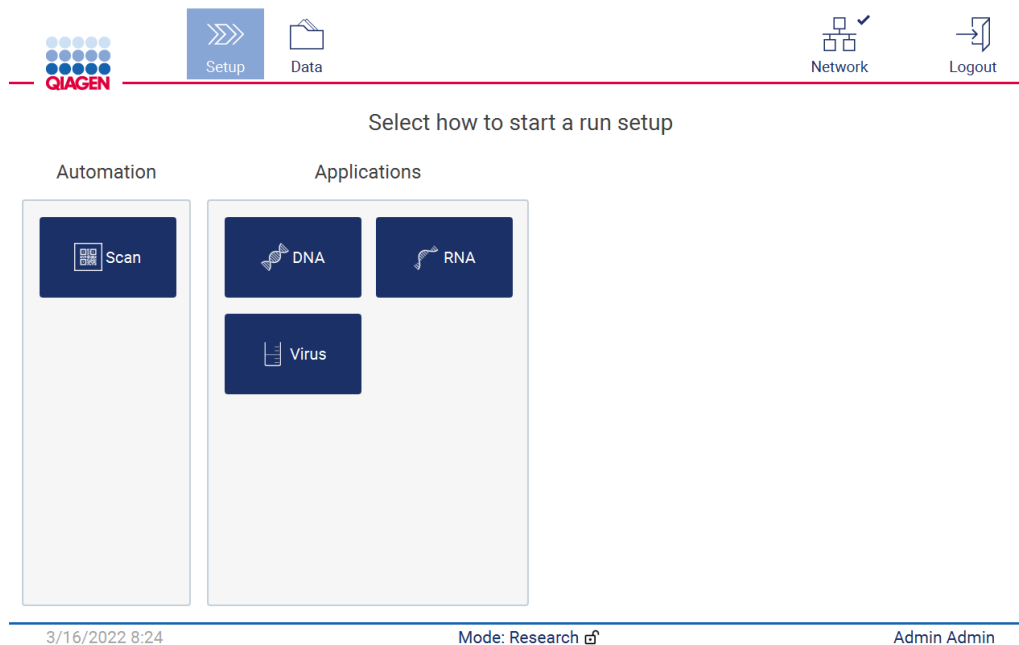 QIAGEN
Setup
Data
Network
Logout
Select how to start a run setup
Automation
Applications
Scan
DNA
RNA
Virus
3/16/2022 8:24
Mode: Research
Admin Admin